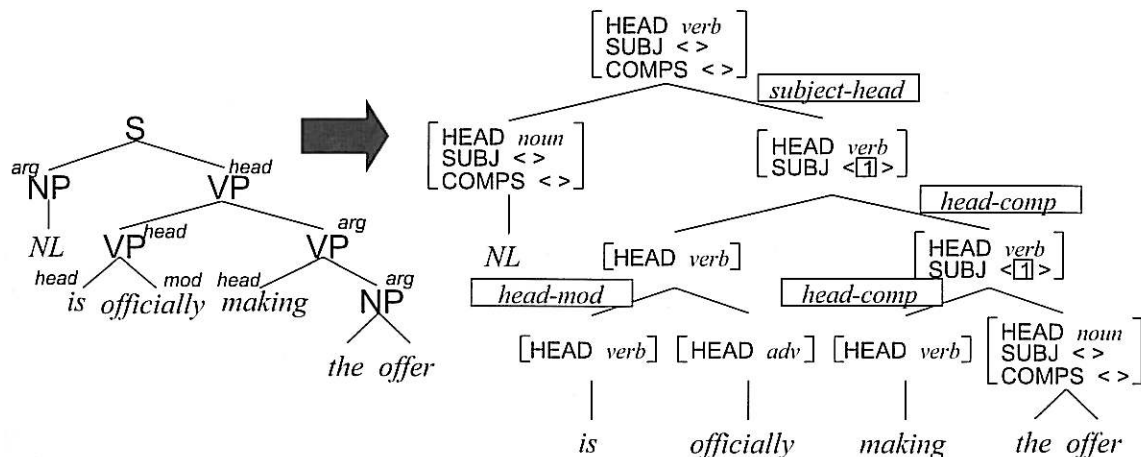 S
arg head
NP VP
NL
head arg
VP VP
head mod head arg
is officially making NP
the offer
HEAD verb
SUBJ < >
COMPS < >
subject-head
HEAD noun
SUBJ < >
COMPS < >
HEAD verb
SUBJ <1>
head-comp
NL
[HEAD verb]
HEAD verb
SUBJ <1>
head-mod
head-comp
[HEAD verb] [HEAD adv] [HEAD verb]
HEAD noun
SUBJ < >
COMPS < >
is officially making the offer